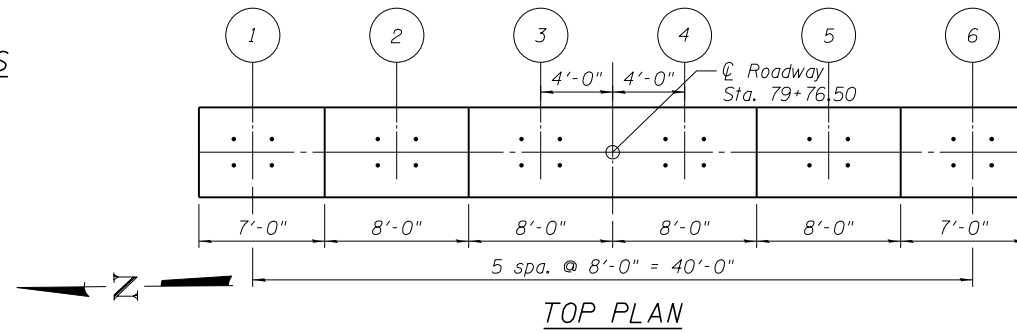 S
1 2 3 4 5 6
4'-0" 4'-0"
℄ Roadway
Sta. 79+76.50
7'-0" 8'-0" 8'-0" 8'-0" 8'-0" 7'-0"
5 spa. @ 8'-0" = 40'-0"
N
TOP PLAN